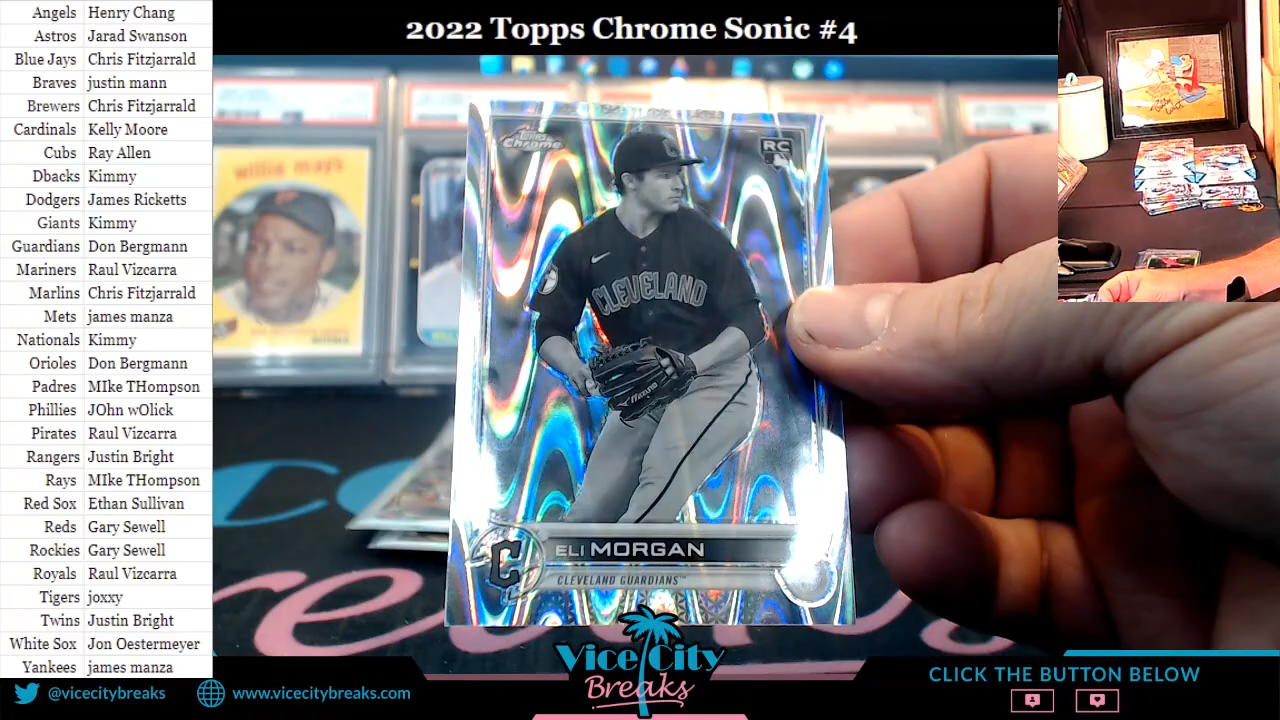 2022 Topps Chrome Sonic #4
Angels Henry Chang
Astros Jarad Swanson
Blue Jays Chris Fitzjarrald
Braves justin mann
Brewers Chris Fitzjarrald
Cardinals Kelly Moore
Cubs Ray Allen
Dbacks Kimmy
Dodgers James Ricketts
Giants Kimmy
Guardians Don Bergmann
Mariners Raul Vizcarra
Marlins Chris Fitzjarrald
Mets james manza
Nationals Kimmy
Orioles Don Bergmann
Padres MIke THompson
Phillies JOhn wOlick
Pirates Raul Vizcarra
Rangers Justin Bright
Rays MIke THompson
Red Sox Ethan Sullivan
Reds Gary Sewell
Rockies Gary Sewell
Royals Raul Vizcarra
Tigers joxxy
Twins Justin Bright
White Sox Jon Oestermeyer
Yankees james manza
willie mays
Topps
Chrome
RC
CLEVELAND
C
ELI MORGAN
CLEVELAND GUARDIANS™
Vice City
Breaks
@vicecitybreaks
www.vicecitybreaks.com
CLICK THE BUTTON BELOW